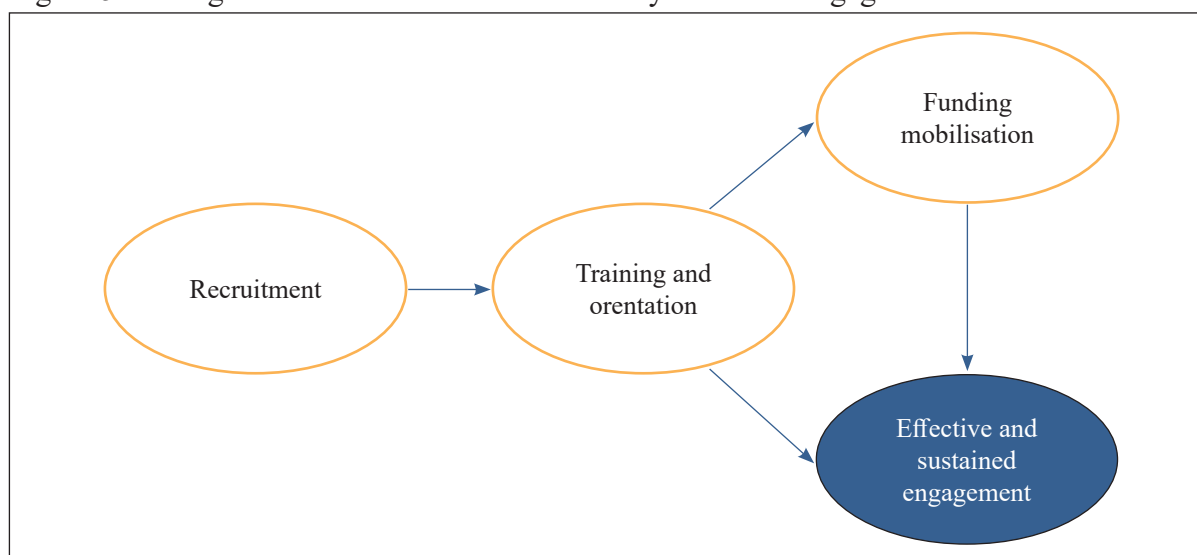 Funding
mobilisation
Recruitment
Training and
orentation
Effective and
sustained
engagement